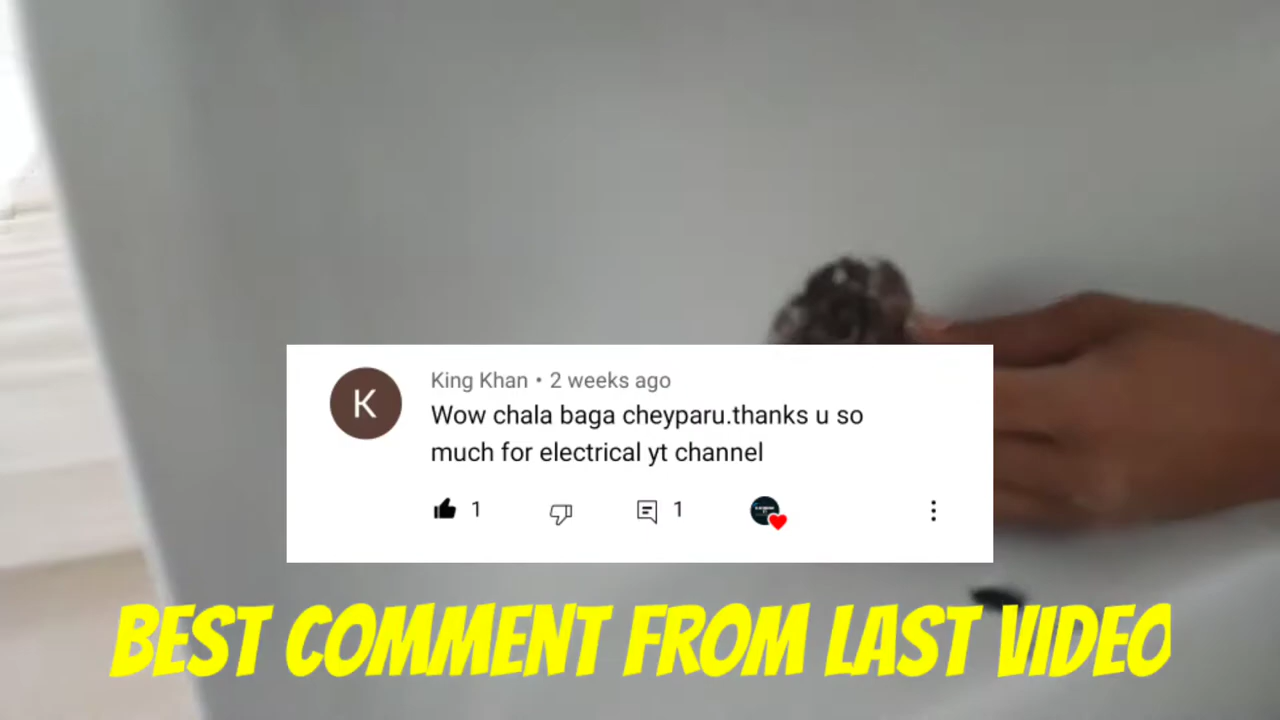 K
King Khan • 2 weeks ago
Wow chala baga cheyparu.thanks u so
much for electrical yt channel
1 1
BEST COMMENT FROM LAST VIDEO